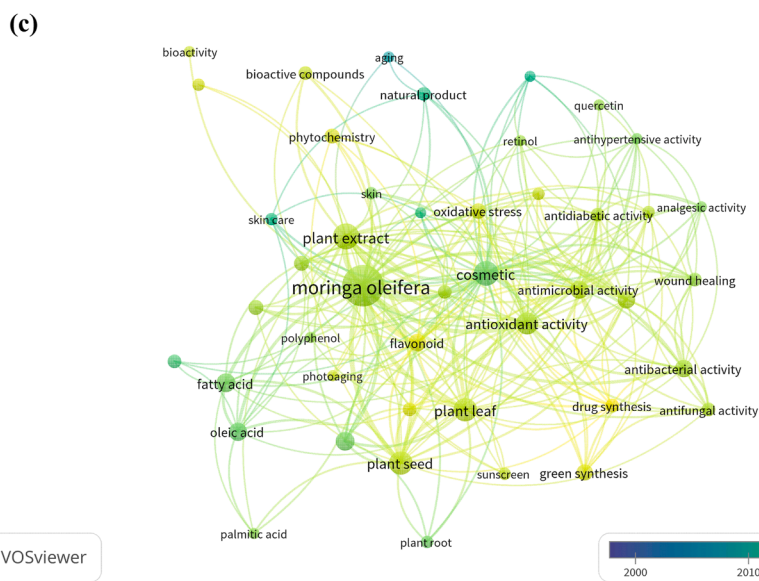 (c)
bioactivity
aging
bioactive compounds
natural product
quercetin
phytochemistry
retinol
antihypertensive activity
skin
skin care
oxidative stress
antidiabetic activity
analgesic activity
plant extract
cosmetic
wound healing
moringa oleifera
antimicrobial activity
antioxidant activity
polyphenol
flavonoid
photoaging
antibacterial activity
fatty acid
plant leaf
drug synthesis
antifungal activity
oleic acid
plant seed
sunscreen
green synthesis
palmitic acid
plant root
VOSviewer
2000
2010